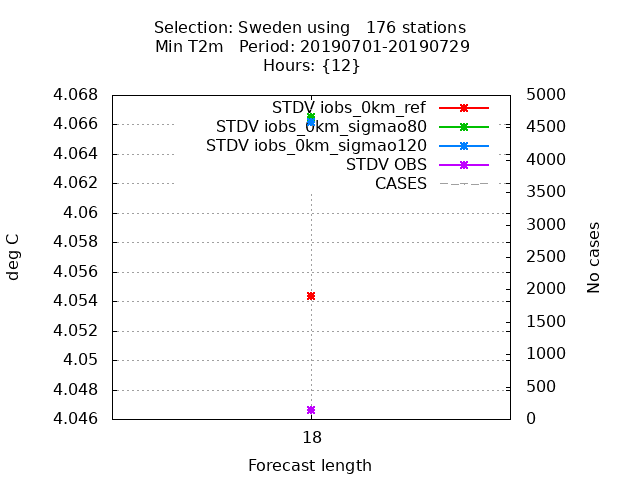 Selection: Sweden using   176 stations
Min T2m   Period: 20190701-20190729
Hours: {12}
4.068
4.066
4.064
4.062
4.06
4.058
4.056
4.054
4.052
4.05
4.048
4.046
deg C
STDV iobs_0km_ref
STDV iobs_0km_sigmao80
STDV iobs_0km_sigmao120
STDV OBS
CASES
5000
4500
4000
3500
3000
2500
2000
1500
1000
500
0
No cases
18
Forecast length